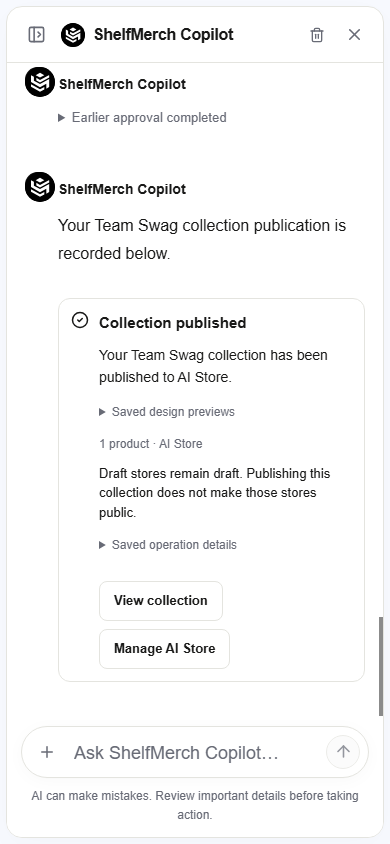 ShelfMerch Copilot
ShelfMerch Copilot
Earlier approval completed
ShelfMerch Copilot
Your Team Swag collection publication is
recorded below.
Collection published
Your Team Swag collection has been
published to AI Store.
Saved design previews
1 product · AI Store
Draft stores remain draft. Publishing this
collection does not make those stores
public.
Saved operation details
View collection
Manage AI Store
Ask ShelfMerch Copilot…
AI can make mistakes. Review important details before taking
action.